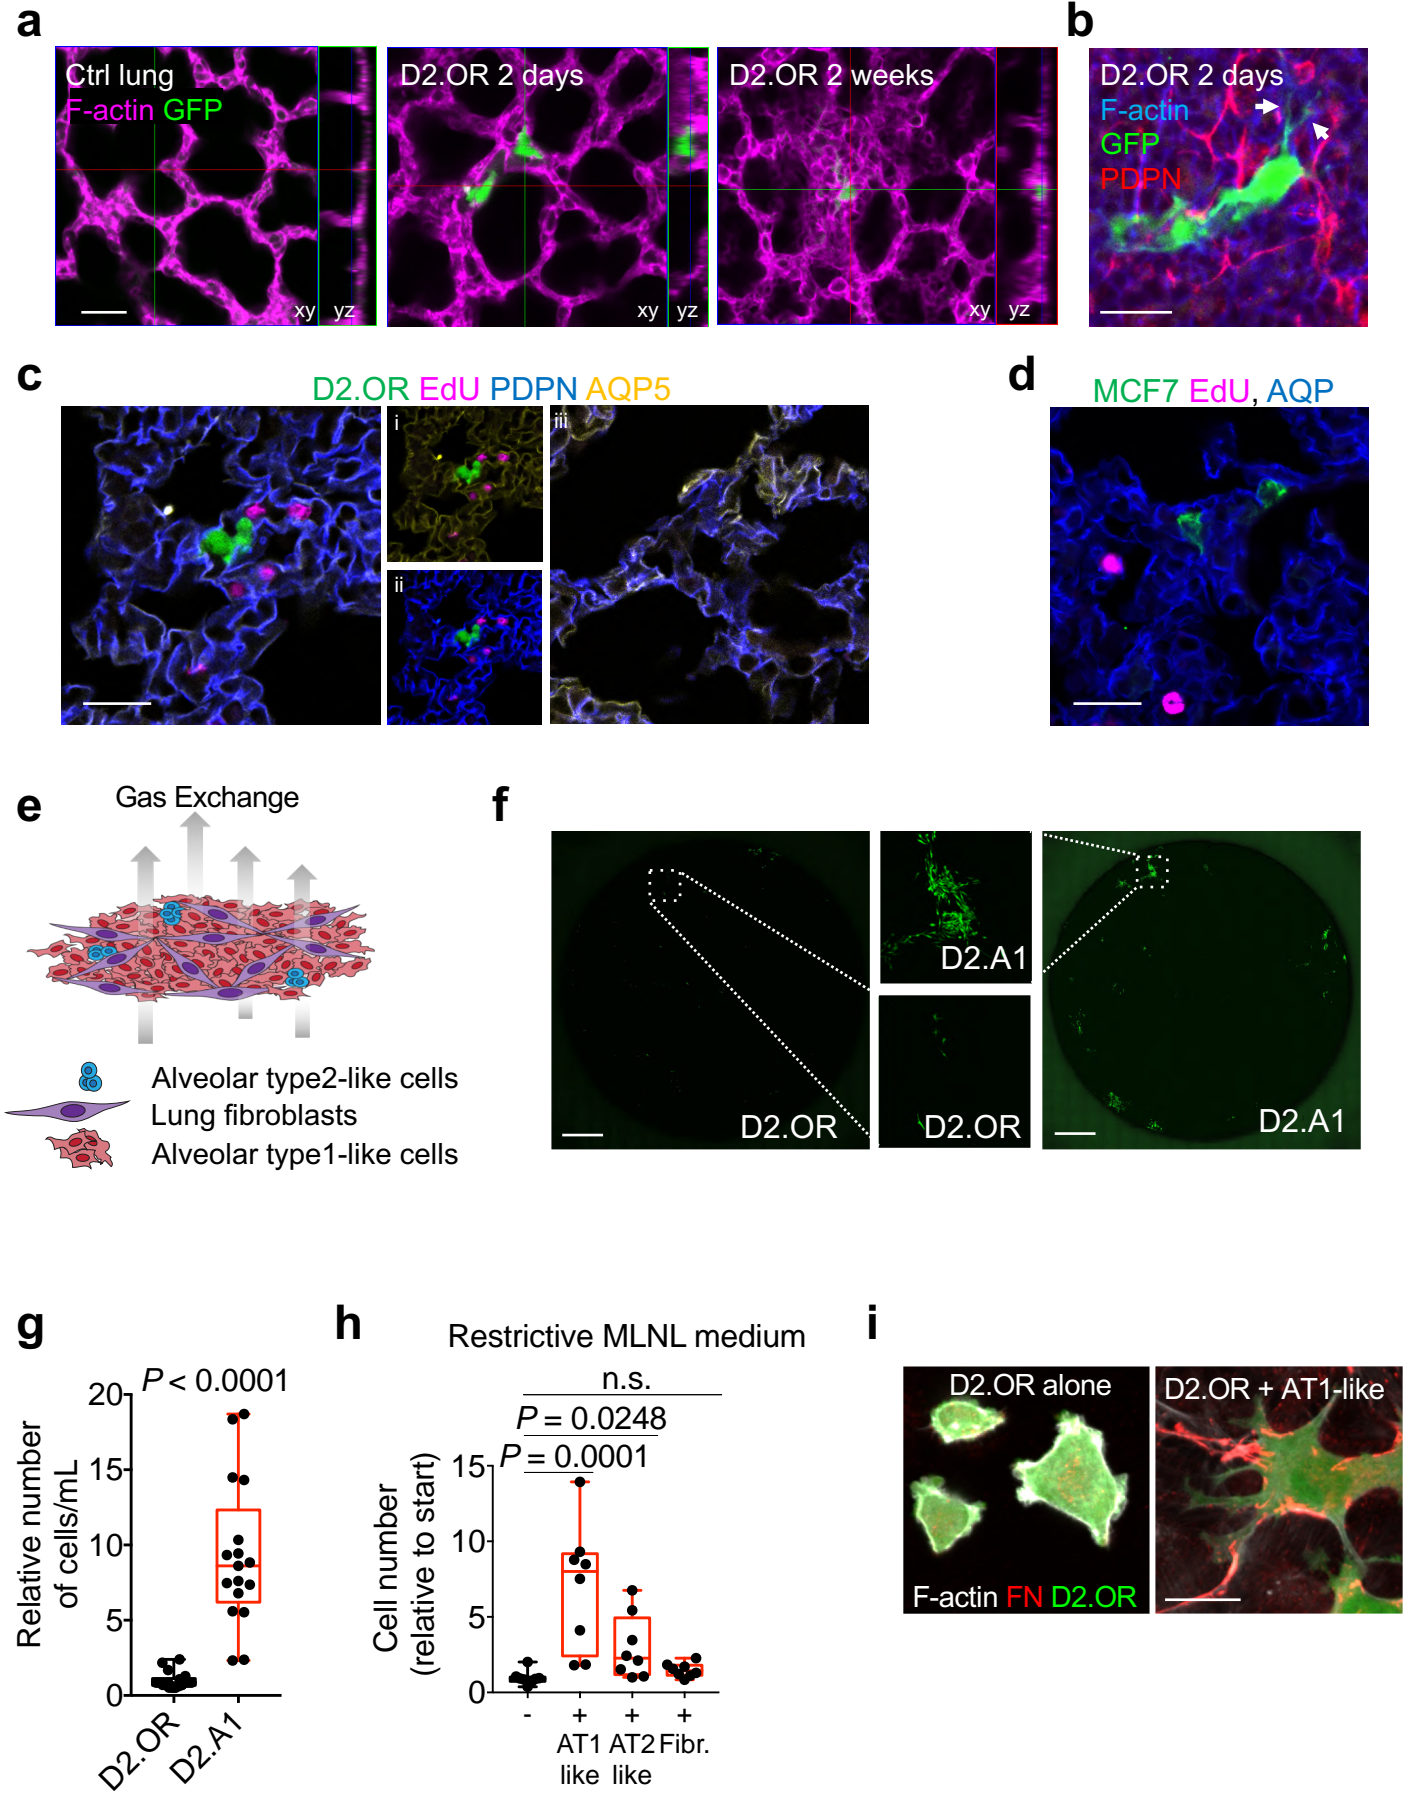 a
Ctrl lung
F-actin GFP
xy
yz
D2.OR 2 days
xy
yz
D2.OR 2 weeks
xy
yz
b
D2.OR 2 days
F-actin
GFP
PDPN
c
D2.OR EdU PDPN AQP5
i
ii
iii
d
MCF7 EdU, AQP
e
Gas Exchange
Alveolar type2-like cells
Lung fibroblasts
Alveolar type1-like cells
f
D2.OR
D2.A1
D2.OR
D2.A1
g
P < 0.0001
Relative number
of cells/mL
20
15
10
5
0
D2.OR
D2.A1
h
Restrictive MLNL medium
n.s.
P = 0.0248
P = 0.0001
Cell number
(relative to start)
15
10
5
0
- + + +
AT1 AT2 Fibr.
like like
i
D2.OR alone
F-actin FN D2.OR
D2.OR + AT1-like